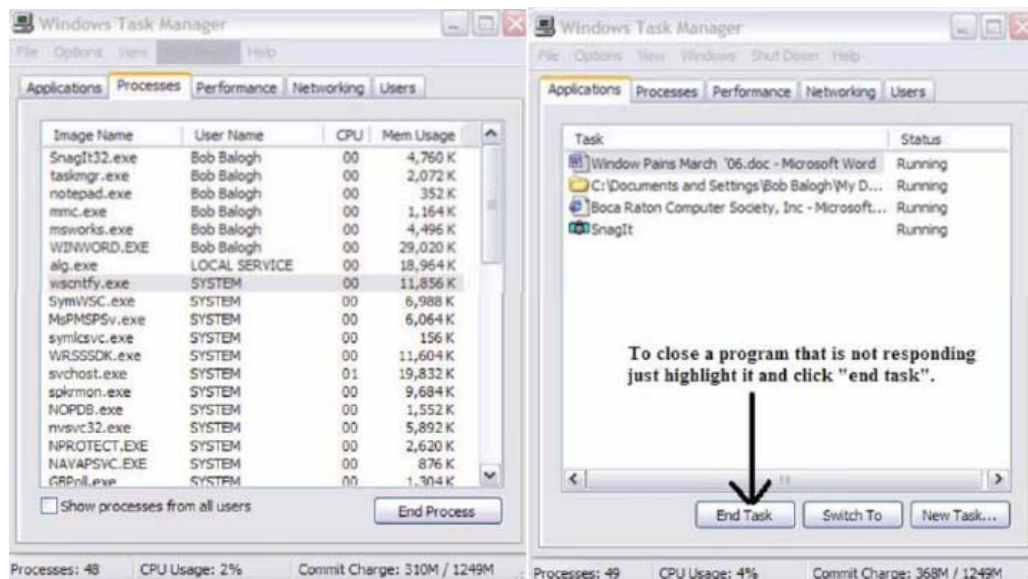 Windows Task Manager
File Options View Help
Applications Processes Performance Networking Users
Image Name User Name CPU Mem Usage
SnagIt32.exe Bob Balogh 00 4,760 K
taskmgr.exe Bob Balogh 00 2,072 K
notepad.exe Bob Balogh 00 352 K
mmc.exe Bob Balogh 00 1,164 K
msworks.exe Bob Balogh 00 4,496 K
WINWORD.EXE Bob Balogh 00 29,020 K
alg.exe LOCAL SERVICE 00 18,964 K
wscntfy.exe SYSTEM 00 11,856 K
SymWSC.exe SYSTEM 00 6,988 K
MsPMSPSv.exe SYSTEM 00 6,064 K
symlcsvc.exe SYSTEM 00 156 K
WRSSSDK.exe SYSTEM 00 11,604 K
svchost.exe SYSTEM 01 19,832 K
spkrmon.exe SYSTEM 00 9,684 K
NOPDB.exe SYSTEM 00 1,552 K
nvsvc32.exe SYSTEM 00 5,892 K
NPROTECT.EXE SYSTEM 00 2,620 K
NAVAPSVC.EXE SYSTEM 00 876 K
GBPoll.exe SYSTEM 00 1,304 K
Show processes from all users
End Process
Processes: 48 CPU Usage: 2% Commit Charge: 310M / 1249M
Windows Task Manager
File Options View Windows Shut Down Help
Applications Processes Performance Networking Users
Task Status
Window Pains March '06.doc - Microsoft Word Running
C:\Documents and Settings\Bob Balogh\My D... Running
Boca Raton Computer Society, Inc - Microsoft... Running
SnagIt Running
To close a program that is not responding
just highlight it and click "end task".
End Task Switch To New Task...
Processes: 49 CPU Usage: 4% Commit Charge: 368M / 1249M